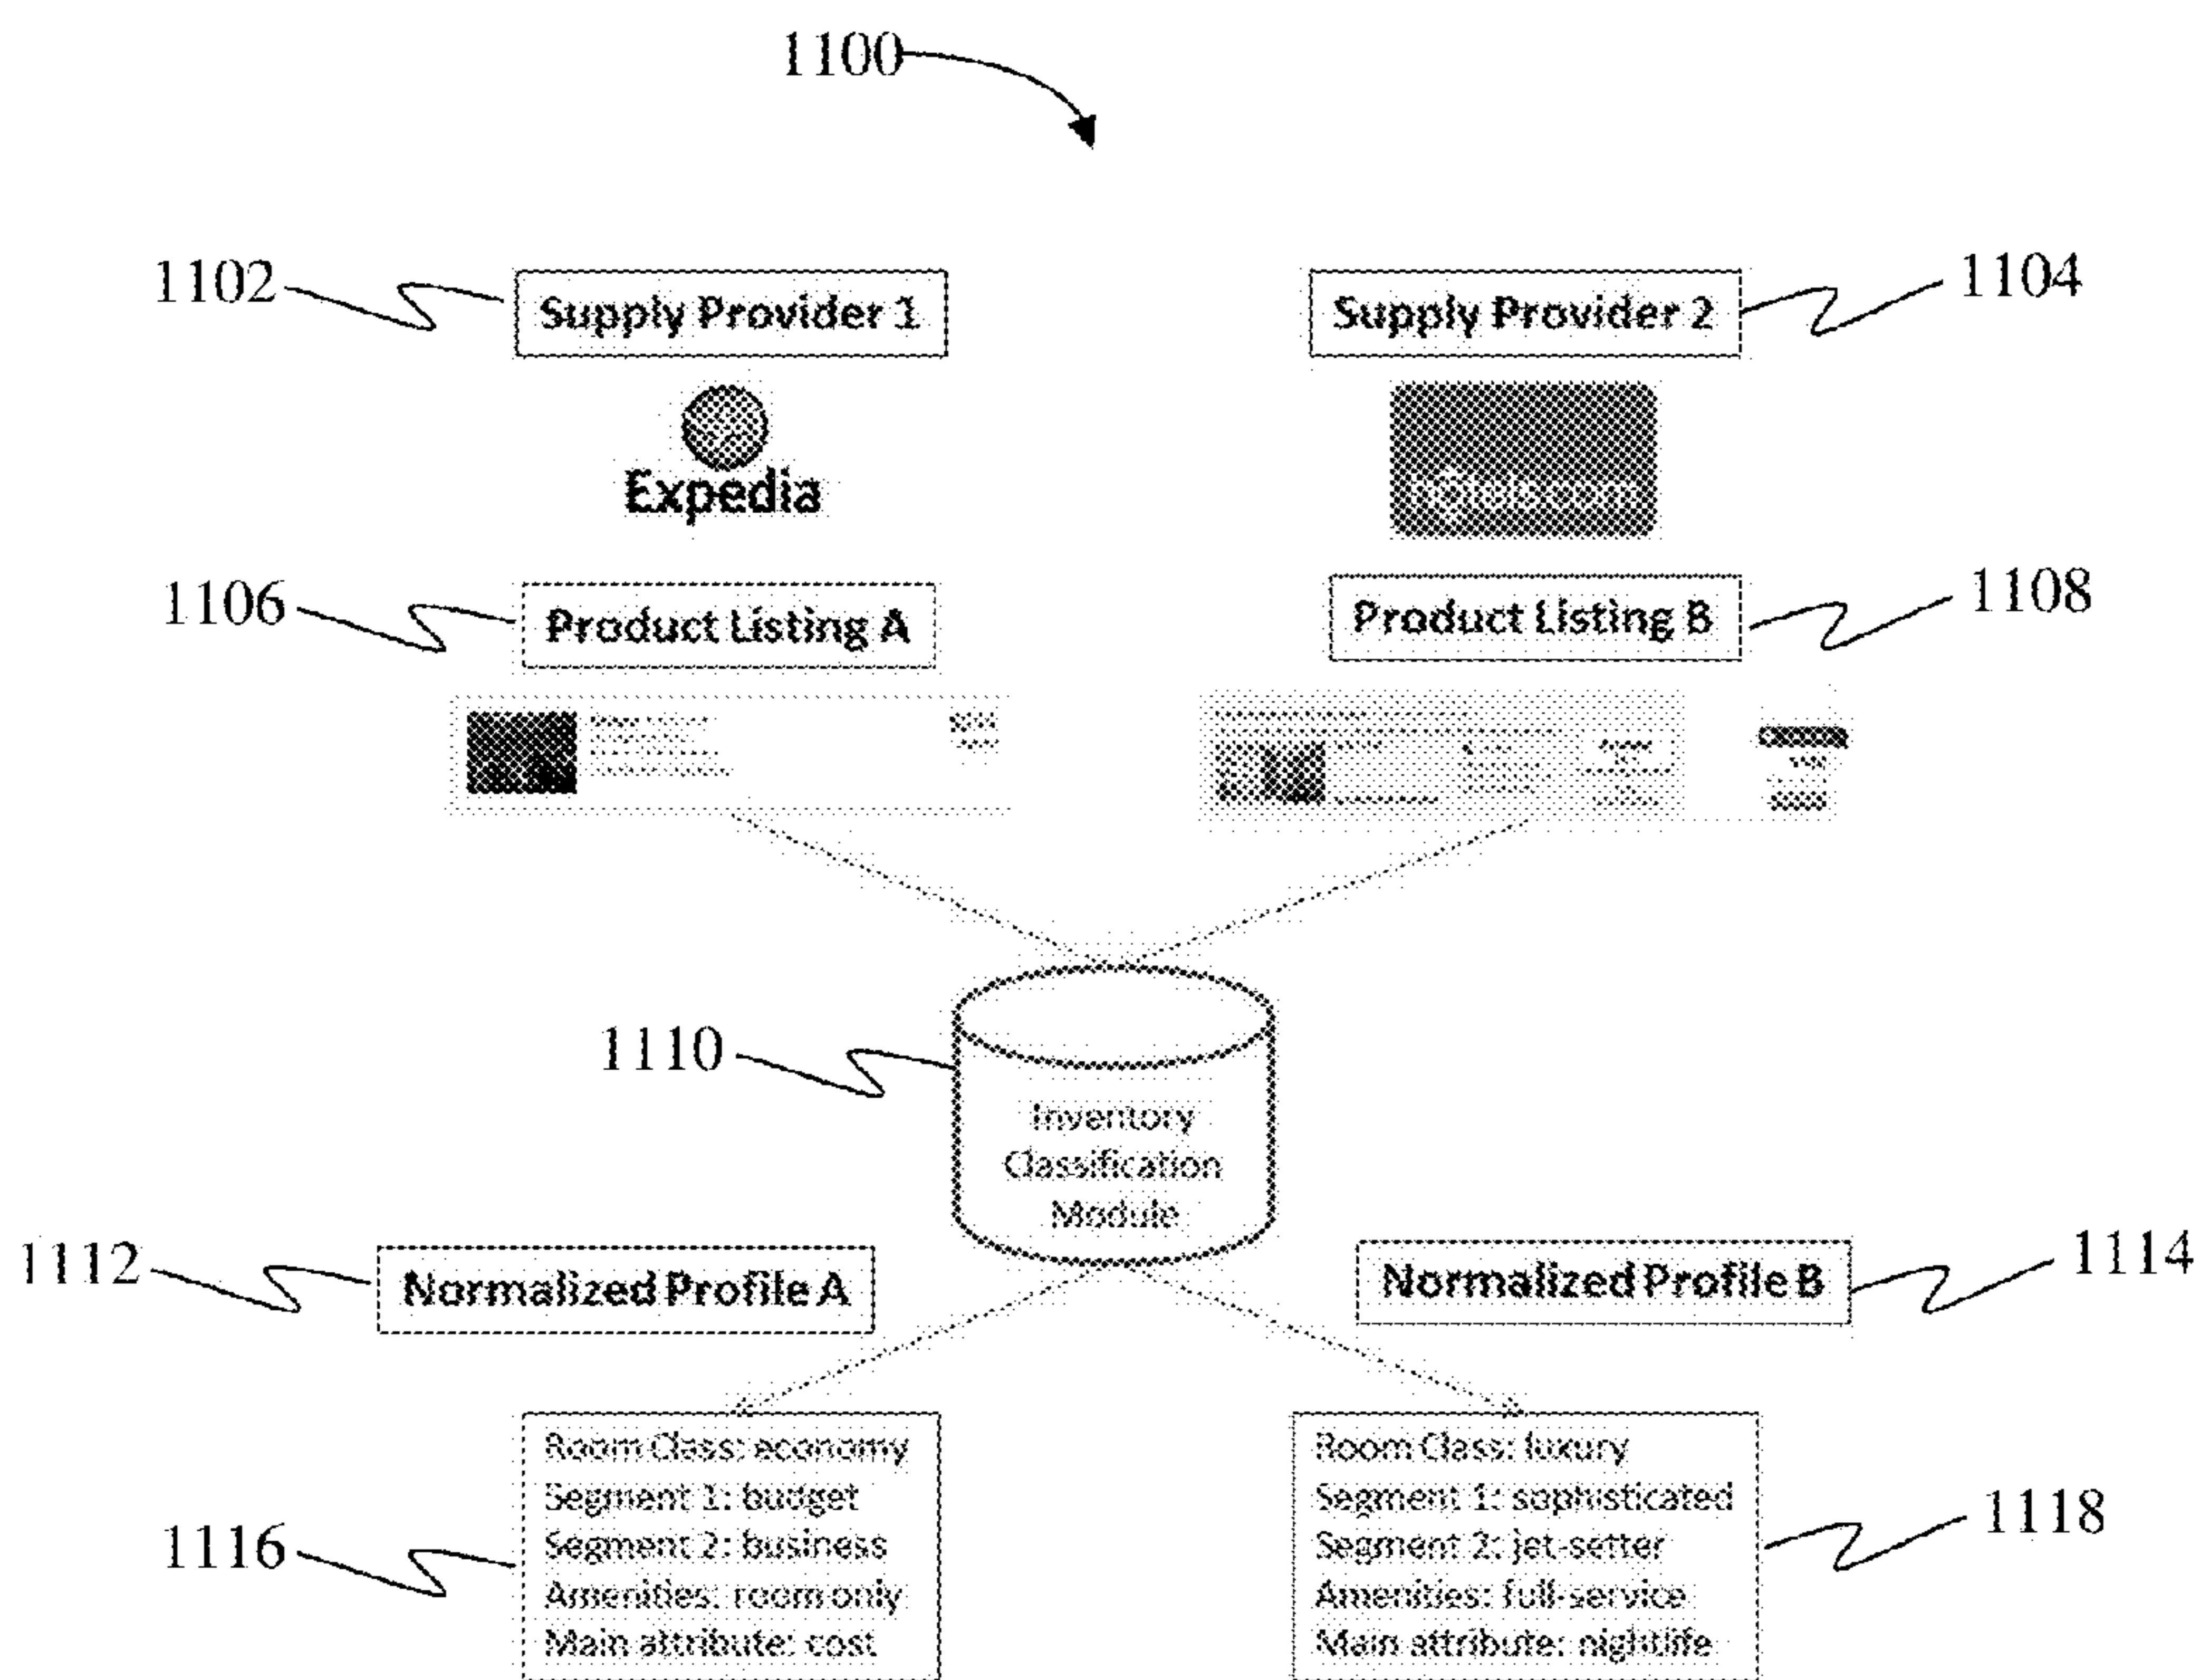 1100
1102
Supply Provider 1
Supply Provider 2
1104
Expedia
1106
Product Listing A
Product Listing B
1108
1110
Inventory
Classification
Module
1112
Normalized Profile A
Normalized Profile B
1114
Room Class: economy
Segment 1: budget
Segment 2: business
Amenities: room only
Main attribute: cost
1116
Room Class: luxury
Segment 1: sophisticated
Segment 2: jet-setter
Amenities: full-service
Main attribute: nightlife
1118